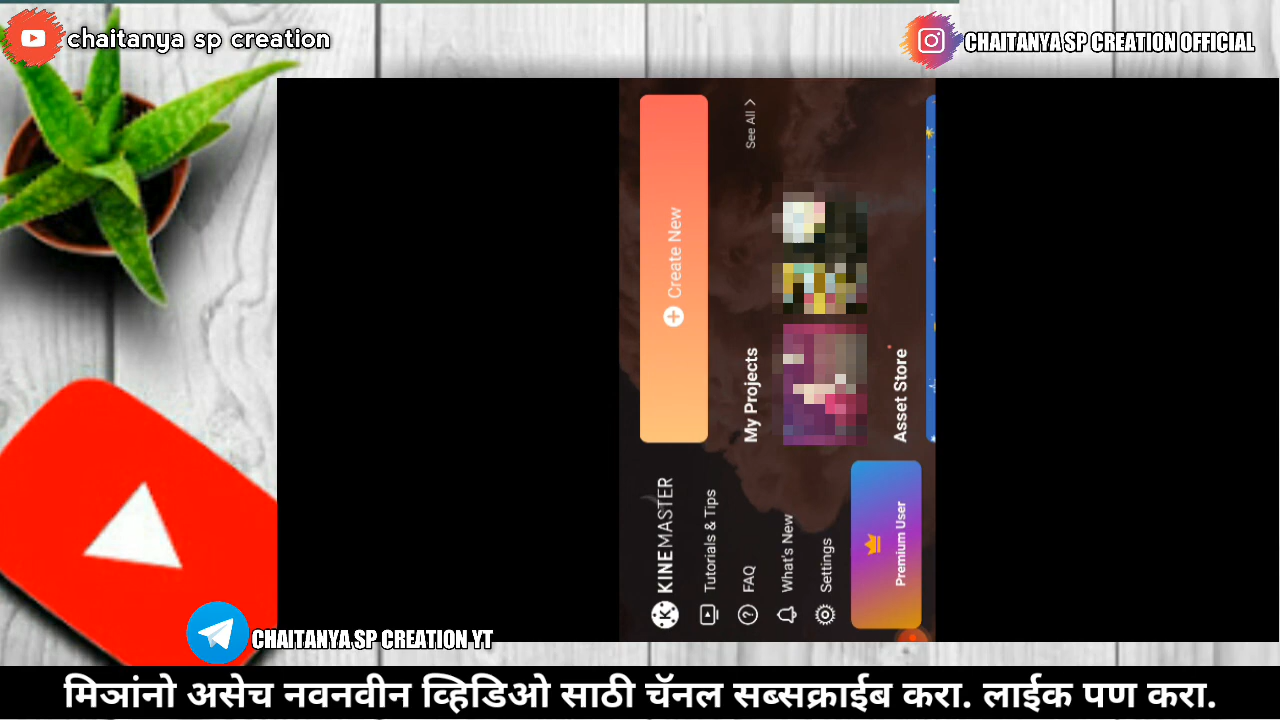 chaitanya sp creation
CHAITANYA SP CREATION OFFICIAL
Create New
See All >
My Projects
Asset Store
KINEMASTER
Tutorials & Tips
FAQ
What's New
Settings
Premium User
CHAITANYA SP CREATION YT
मिञांनो असेच नवनवीन व्हिडिओ साठी चॅनल सब्सक्राईब करा. लाईक पण करा.